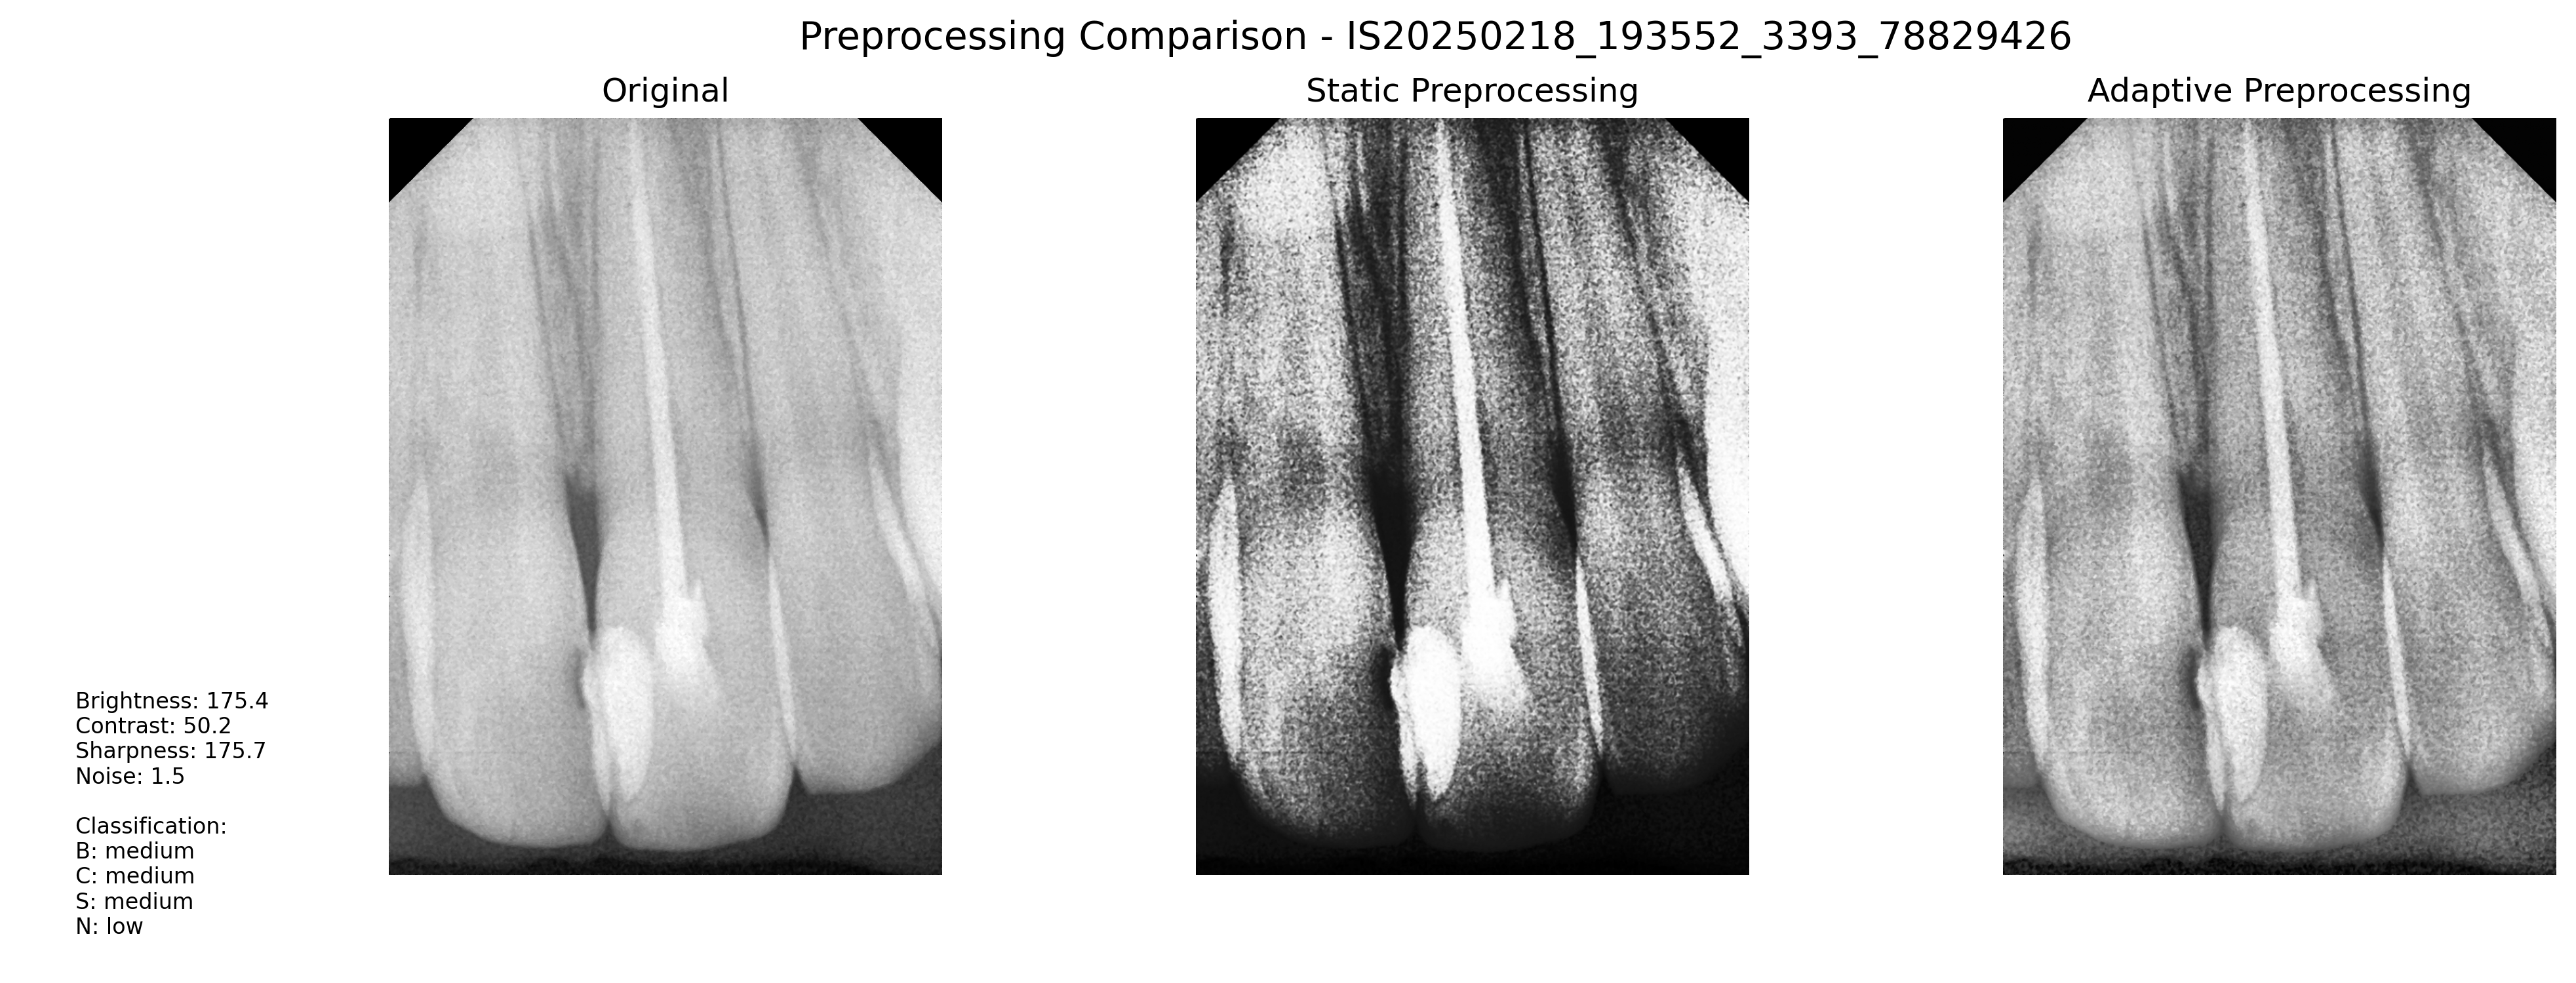 Preprocessing Comparison - IS20250218_193552_3393_78829426
Original
Static Preprocessing
Adaptive Preprocessing
Brightness: 175.4
Contrast: 50.2
Sharpness: 175.7
Noise: 1.5
Classification:
B: medium
C: medium
S: medium
N: low